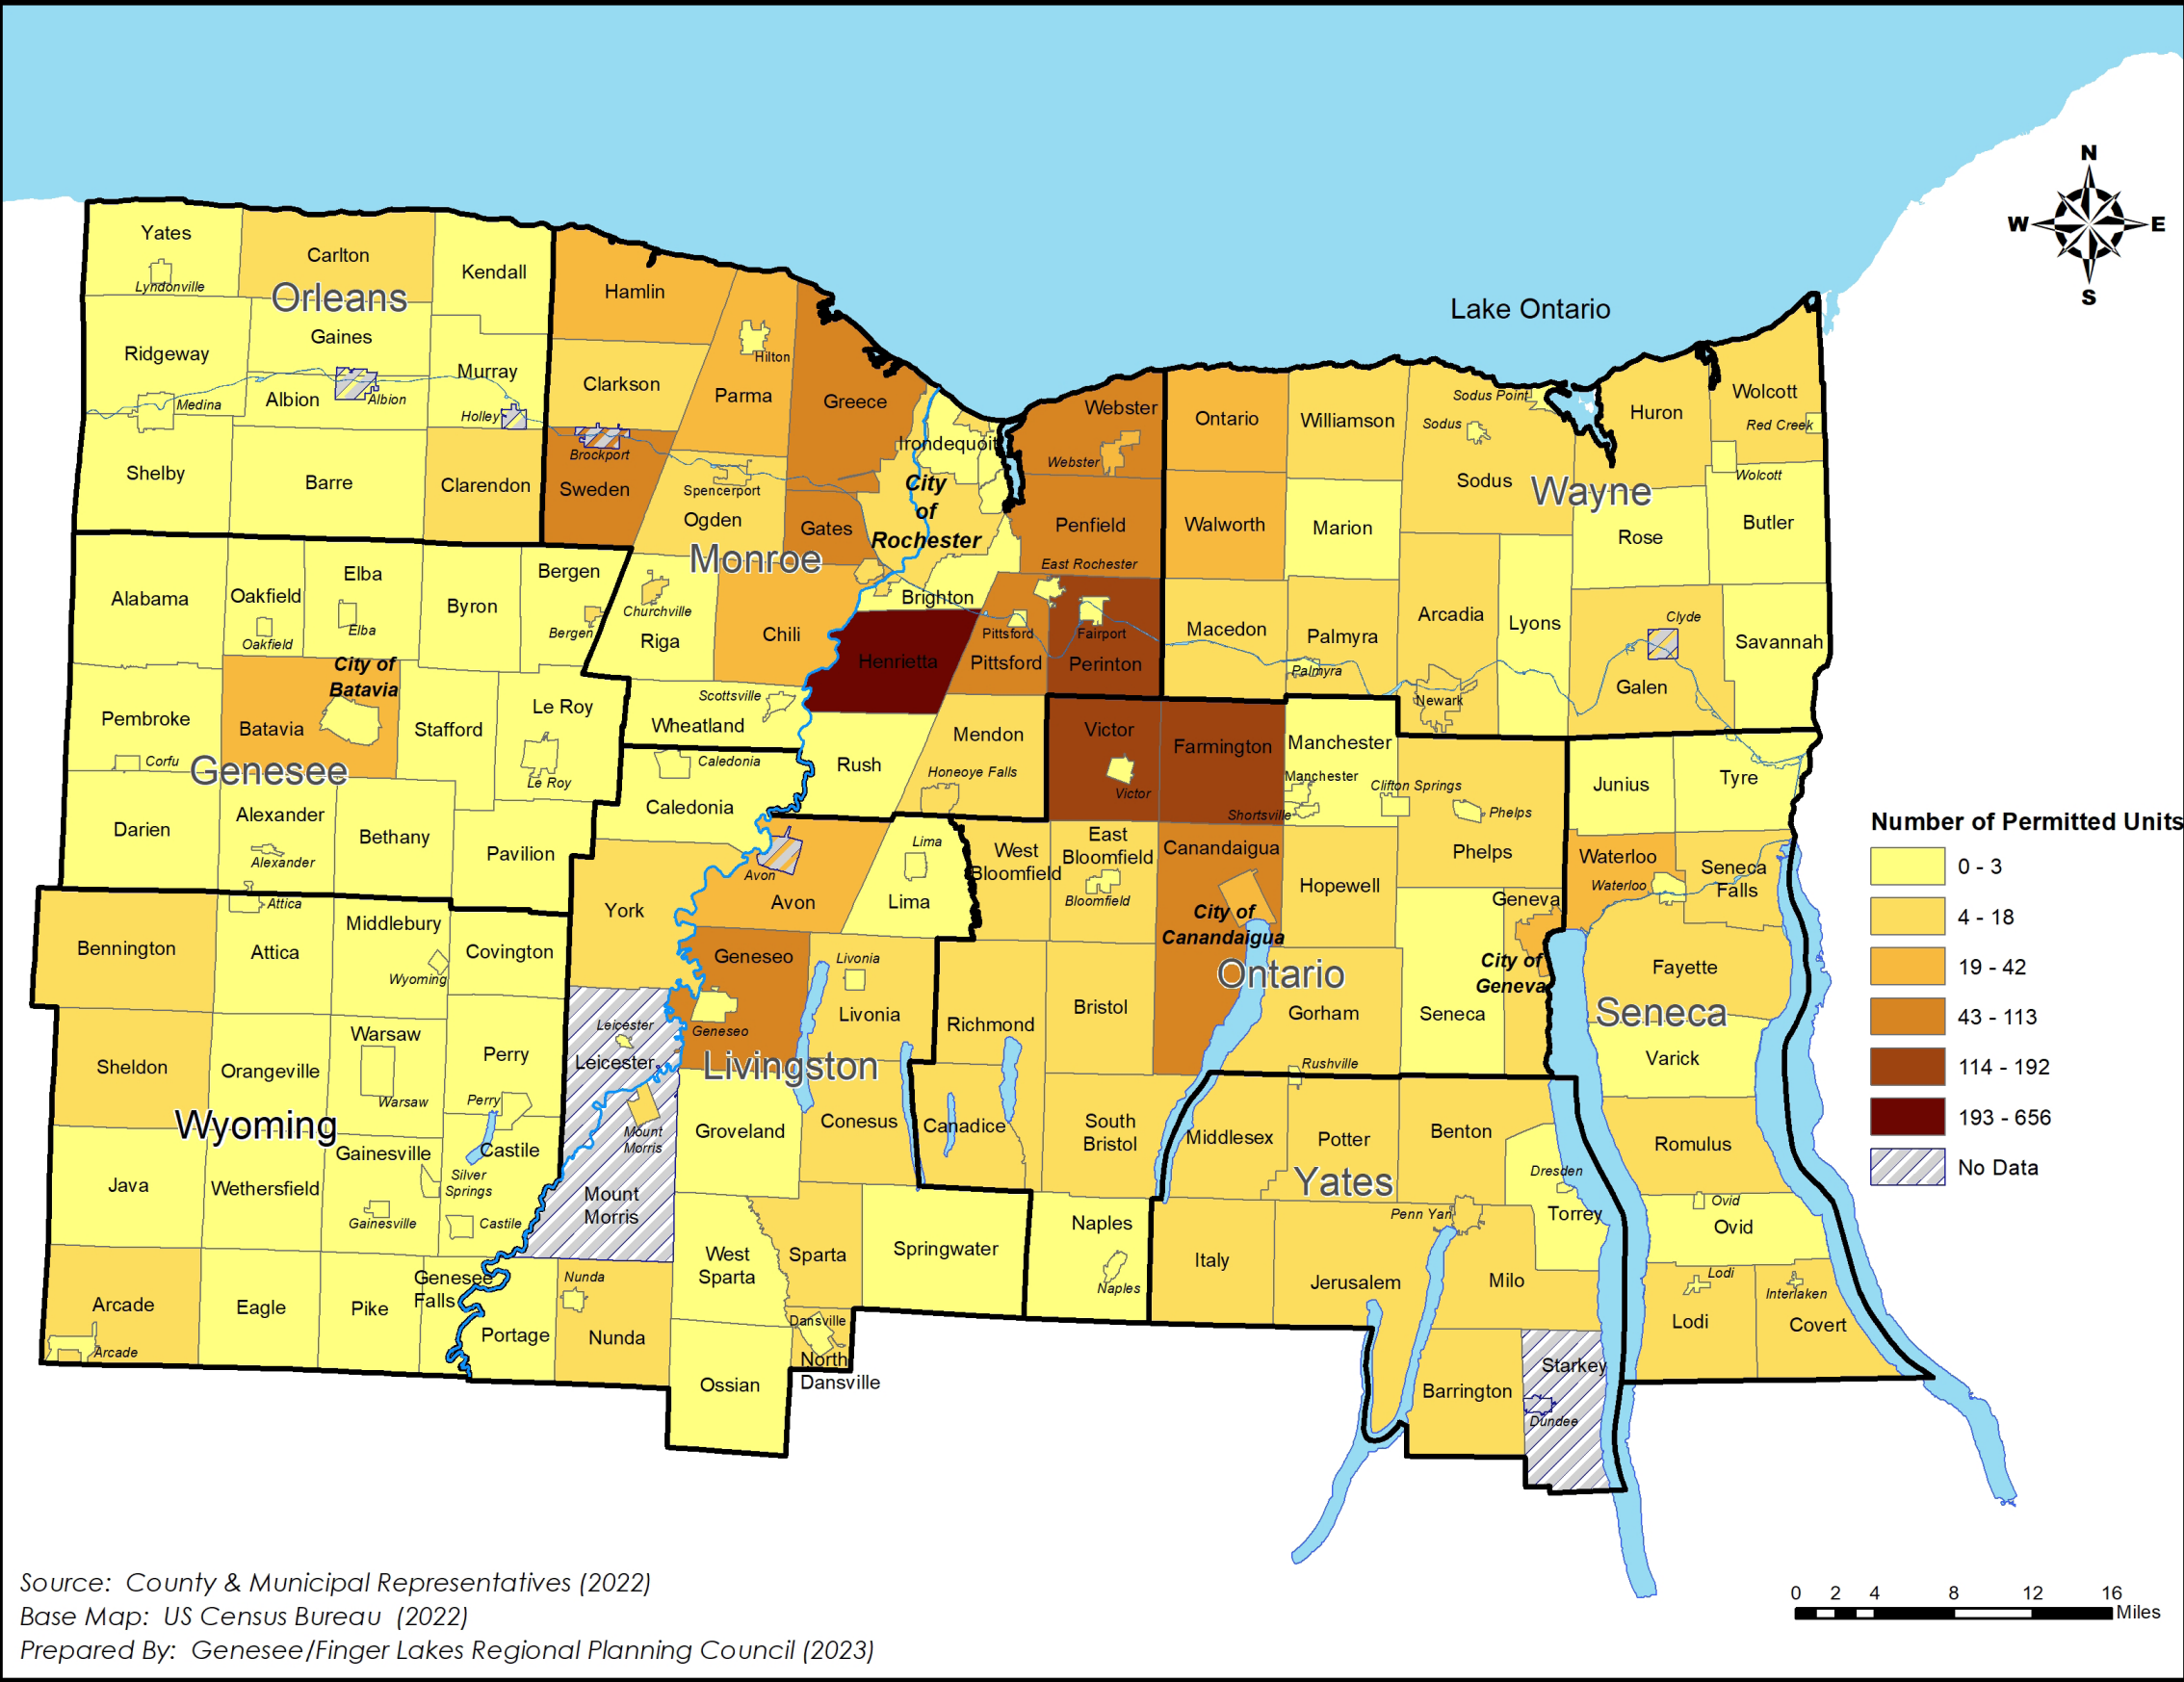 N
W
E
S
Lake Ontario
Yates
Carlton
Kendall
Lyndonville
Orleans
Gaines
Ridgeway
Murray
Albion
Albion
Medina
Holley
Shelby
Barre
Clarendon
Hamlin
Hilton
Clarkson
Parma
Greece
Brockport
Sweden
Spencerport
Ogden
Gates
Monroe
Irondequoit
City
of
Rochester
Webster
Webster
Penfield
East Rochester
Brighton
Churchville
Riga
Chili
Henrietta
Pittsford
Pittsford
Fairport
Perinton
Scottsville
Wheatland
Rush
Mendon
Honeoye Falls
Ontario
Williamson
Sodus Point
Sodus
Sodus
Huron
Wolcott
Red Creek
Wolcott
Wayne
Walworth
Marion
Rose
Butler
Macedon
Palmyra
Palmyra
Arcadia
Newark
Lyons
Clyde
Galen
Savannah
Alabama
Oakfield
Oakfield
Elba
Elba
Byron
Bergen
Bergen
City of
Batavia
Pembroke
Batavia
Stafford
Le Roy
Le Roy
Corfu
Genesee
Darien
Alexander
Alexander
Bethany
Pavilion
Caledonia
Caledonia
Avon
Avon
Lima
Lima
York
Geneseo
Geneseo
Livonia
Livonia
Leicester
Leicester
Livingston
Mount
Morris
Mount
Morris
Groveland
Conesus
West
Sparta
Sparta
Springwater
Nunda
Nunda
Portage
Ossian
Dansville
North
Dansville
Victor
Victor
Farmington
Shortsville
Manchester
Manchester
Clifton Springs
Phelps
Phelps
West
Bloomfield
East
Bloomfield
Bloomfield
Canandaigua
City of
Canandaigua
Hopewell
Geneva
City of
Geneva
Ontario
Richmond
Bristol
Gorham
Seneca
Rushville
Canadice
South
Bristol
Naples
Naples
Junius
Tyre
Waterloo
Waterloo
Seneca
Falls
Fayette
Seneca
Varick
Romulus
Ovid
Ovid
Lodi
Lodi
Interlaken
Covert
Middlesex
Potter
Benton
Dresden
Torrey
Yates
Penn Yan
Italy
Jerusalem
Milo
Barrington
Starkey
Dundee
Attica
Bennington
Attica
Middlebury
Wyoming
Covington
Sheldon
Orangeville
Warsaw
Warsaw
Perry
Perry
Wyoming
Java
Wethersfield
Gainesville
Gainesville
Silver
Springs
Castile
Castile
Arcade
Arcade
Eagle
Pike
Genesee
Falls
Number of Permitted Units
0 - 3
4 - 18
19 - 42
43 - 113
114 - 192
193 - 656
No Data
Source: County & Municipal Representatives (2022)
Base Map: US Census Bureau (2022)
Prepared By: Genesee/Finger Lakes Regional Planning Council (2023)
0 2 4 8 12 16
Miles